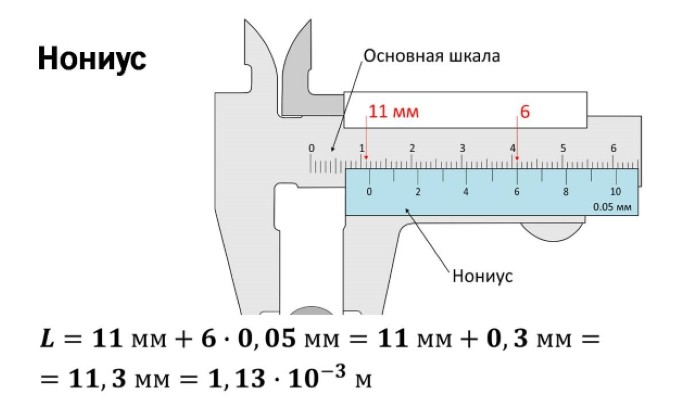 Нониус
Основная шкала
11 мм
6
0 1 2 3 4 5 6
0 2 4 6 8 10
0.05 мм
Нониус
L = 11 мм + 6 · 0,05 мм = 11 мм + 0,3 мм =
= 11,3 мм = 1,13 · 10⁻³ м